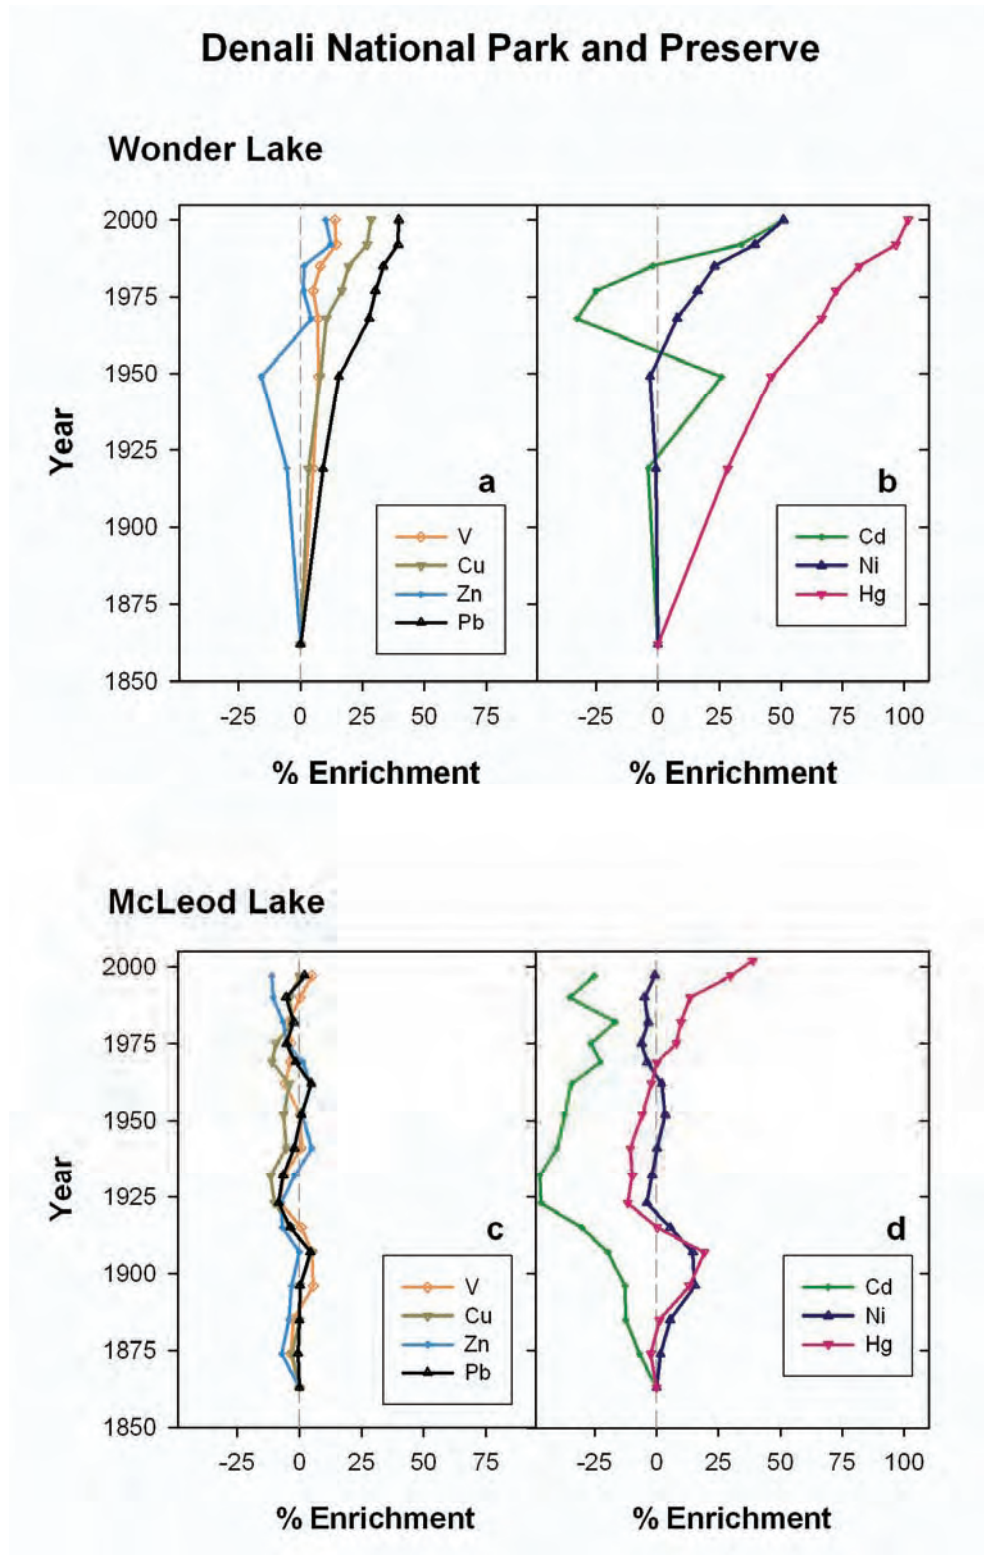 Denali National Park and Preserve
Wonder Lake
2000
1975
1950
1925
1900
1875
1850
Year
a
V
Cu
Zn
Pb
-25 0 25 50 75
% Enrichment
b
Cd
Ni
Hg
-25 0 25 50 75 100
% Enrichment
McLeod Lake
2000
1975
1950
1925
1900
1875
1850
Year
c
V
Cu
Zn
Pb
-25 0 25 50 75
% Enrichment
d
Cd
Ni
Hg
-25 0 25 50 75 100
% Enrichment